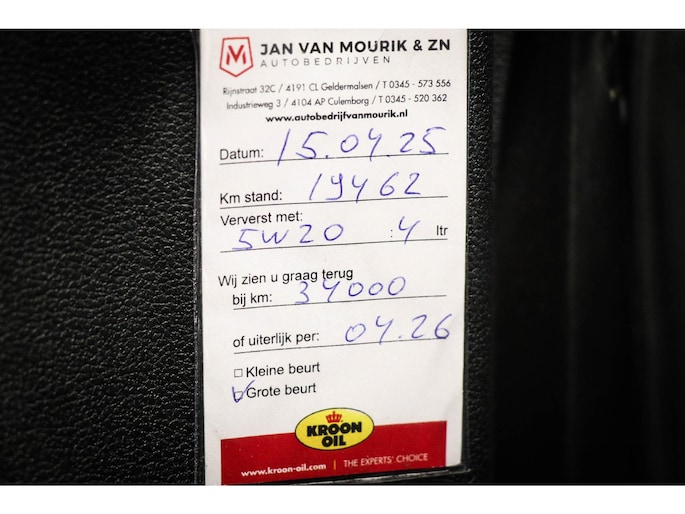 JAN VAN MOURIK & ZN
AUTOBEDRIJVEN
Rijnstraat 32C / 4191 CL Geldermalsen / T 0345 - 573 556
Industrieweg 3 / 4104 AP Culemborg / T 0345 - 520 362
www.autobedrijfvanmourik.nl
Datum: 15.04.25
Km stand: 19462
Ververst met:
5W20 : 4 ltr
Wij zien u graag terug
bij km: 34000
of uiterlijk per: 04.26
Kleine beurt
Grote beurt
KROON
OIL
www.kroon-oil.com | THE EXPERTS' CHOICE